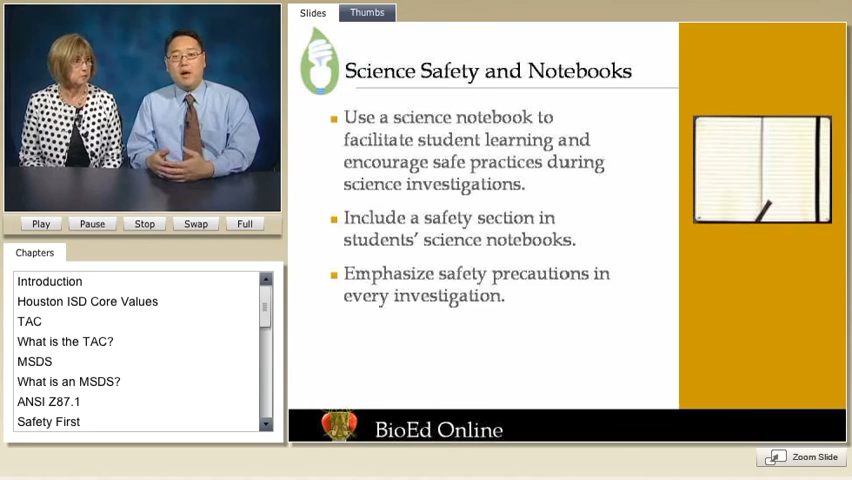 Slides
Thumbs
Science Safety and Notebooks
Use a science notebook to
facilitate student learning and
encourage safe practices during
science investigations.
Include a safety section in
students' science notebooks.
Emphasize safety precautions in
every investigation.
BioEd Online
Play
Pause
Stop
Swap
Full
Chapters
Introduction
Houston ISD Core Values
TAC
What is the TAC?
MSDS
What is an MSDS?
ANSI Z87.1
Safety First
Zoom Slide